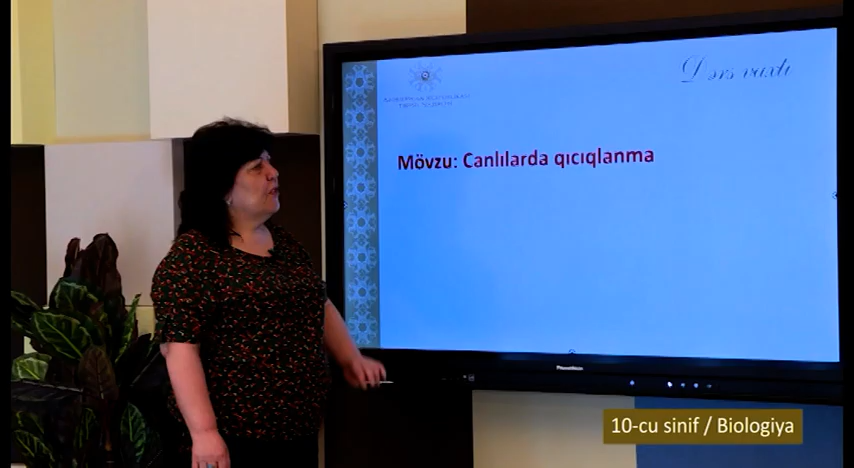 Dərs vaxtı
Mövzu: Canlılarda qıcıqlanma
10-cu sinif / Biologiya